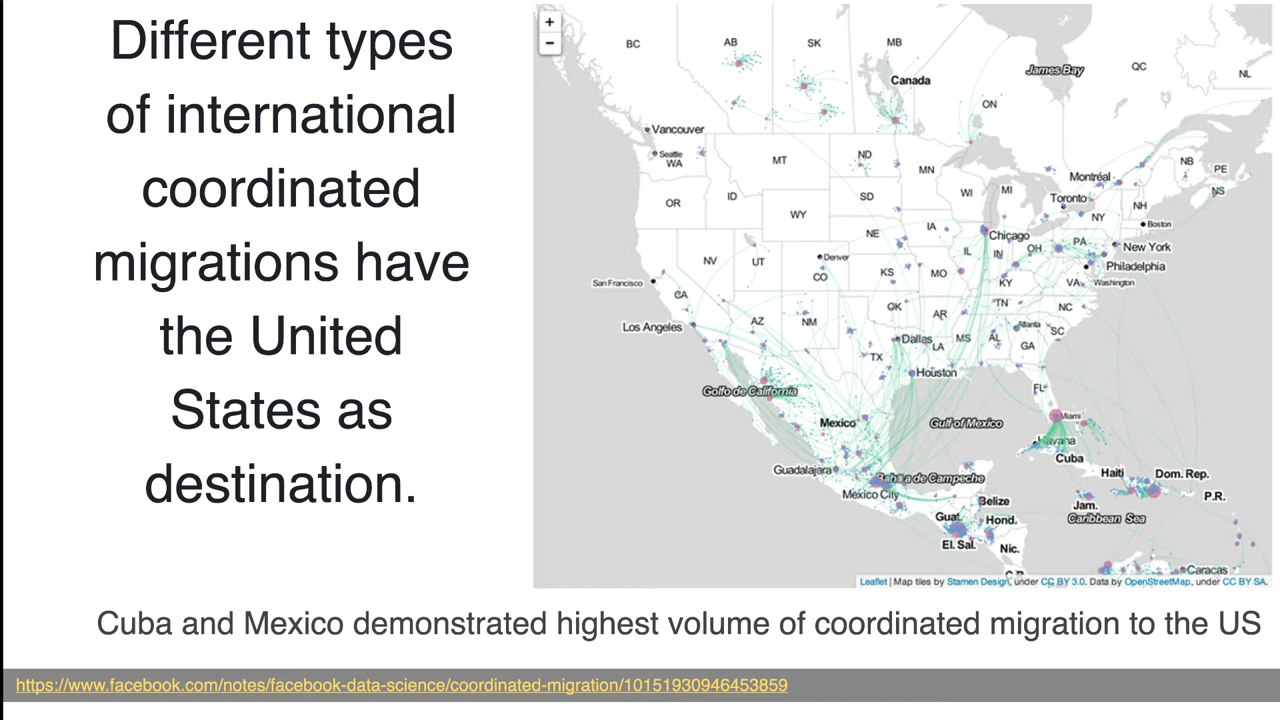 Different types
of international
coordinated
migrations have
the United
States as
destination.
+
−
BC
AB
SK
MB
Canada
James Bay
QC
NL
ON
Vancouver
Seattle
WA
MT
ND
MN
NB
PE
NS
Montréal
Toronto
OR
ID
WY
SD
WI
MI
NY
NH
Boston
NE
IA
Chicago
IL
IN
OH
PA
New York
Philadelphia
San Francisco
NV
UT
Denver
CO
KS
MO
KY
VA
Washington
CA
Los Angeles
AZ
NM
OK
AR
TN
NC
Atlanta
SC
Dallas
LA
MS
AL
GA
TX
Houston
FL
Golfo de California
Mexico
Gulf of Mexico
Miami
Havana
Cuba
Guadalajara
Bahía de Campeche
Mexico City
Haiti
Dom. Rep.
P.R.
Belize
Jam.
Caribbean Sea
Guat.
Hond.
El. Sal.
Nic.
C.R.
Caracas
Leaflet | Map tiles by Stamen Design, under CC BY 3.0. Data by OpenStreetMap, under CC BY SA.
Cuba and Mexico demonstrated highest volume of coordinated migration to the US
https://www.facebook.com/notes/facebook-data-science/coordinated-migration/10151930946453859